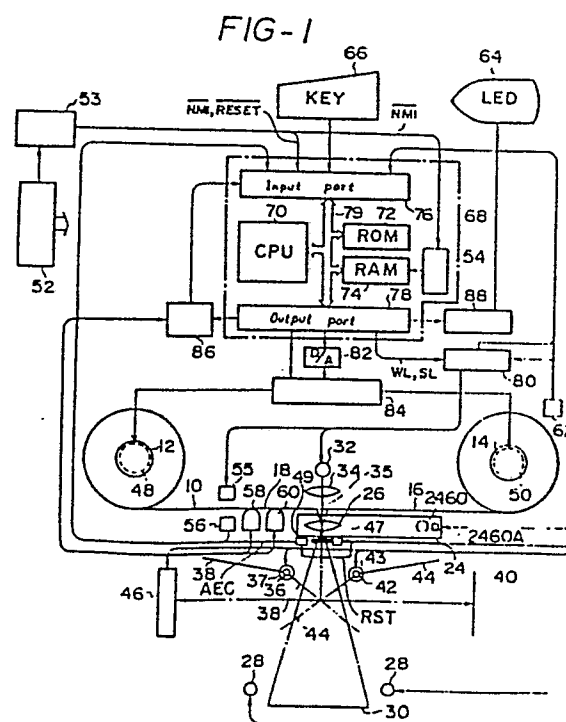 FIG-1
66
64
KEY
LED
53
NMI, RESET
NMI
Input port
79 72 76
68
70
CPU
ROM
54
RAM
52
74 78
88
Output port
86
D/A
82
WL, SL
80
84
62
12
32
14
48
55
34 35
50
10 58 18 49
60
26
16 2460
47
56
2460A
38
AEC
37
36
43
24
42
44
40
46
38
44
RST
28
28
30